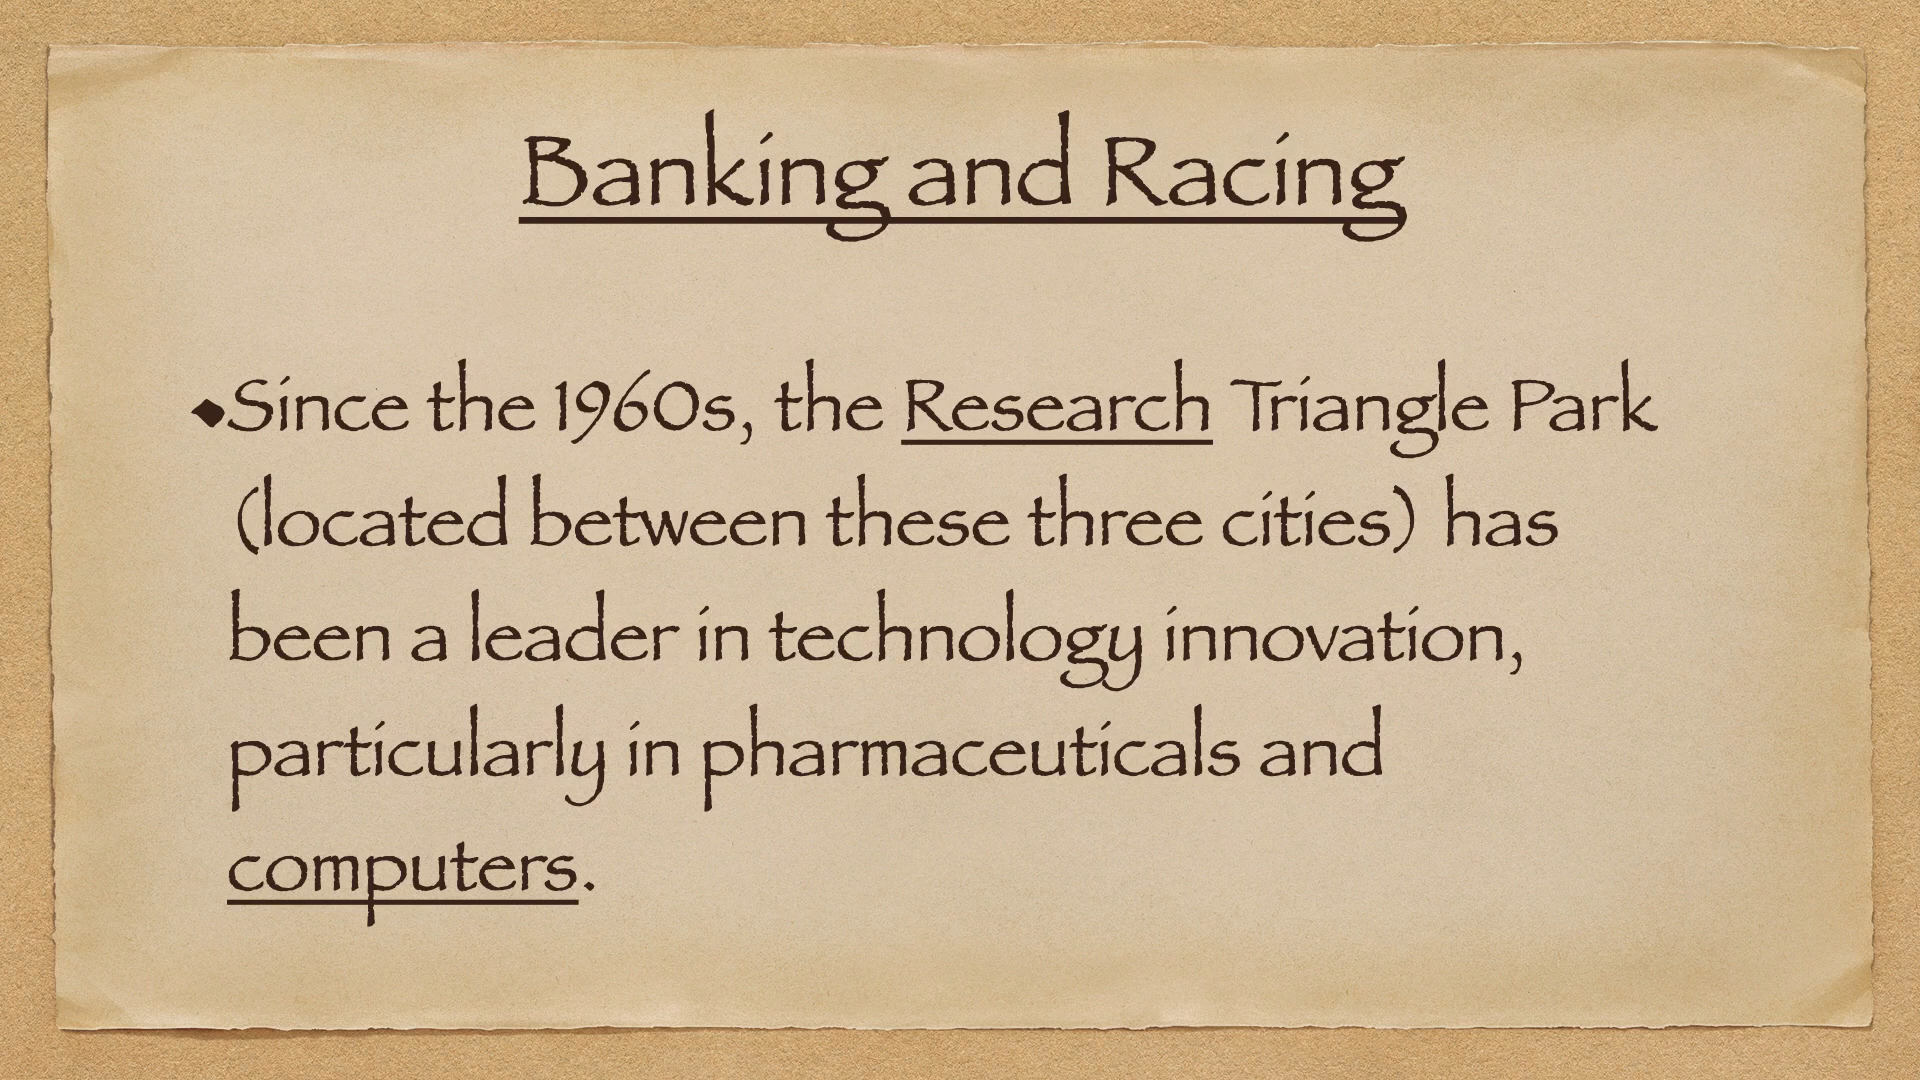 Banking and Racing
◆Since the 1960s, the Research Triangle Park
(located between these three cities) has
been a leader in technology innovation,
particularly in pharmaceuticals and
computers.